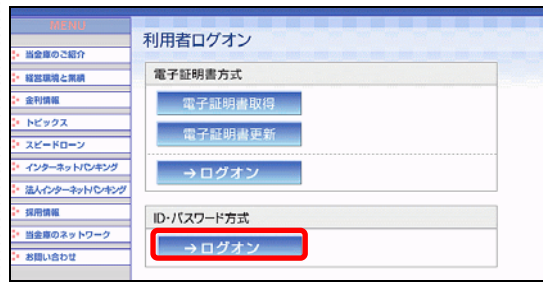 MENU
当金庫のご紹介
経営環境と業績
金利情報
トピックス
スピードローン
インターネットバンキング
法人インターネットバンキング
採用情報
当金庫のネットワーク
お問い合わせ
利用者ログオン
電子証明書方式
電子証明書取得
電子証明書更新
→ログオン
ID・パスワード方式
→ログオン